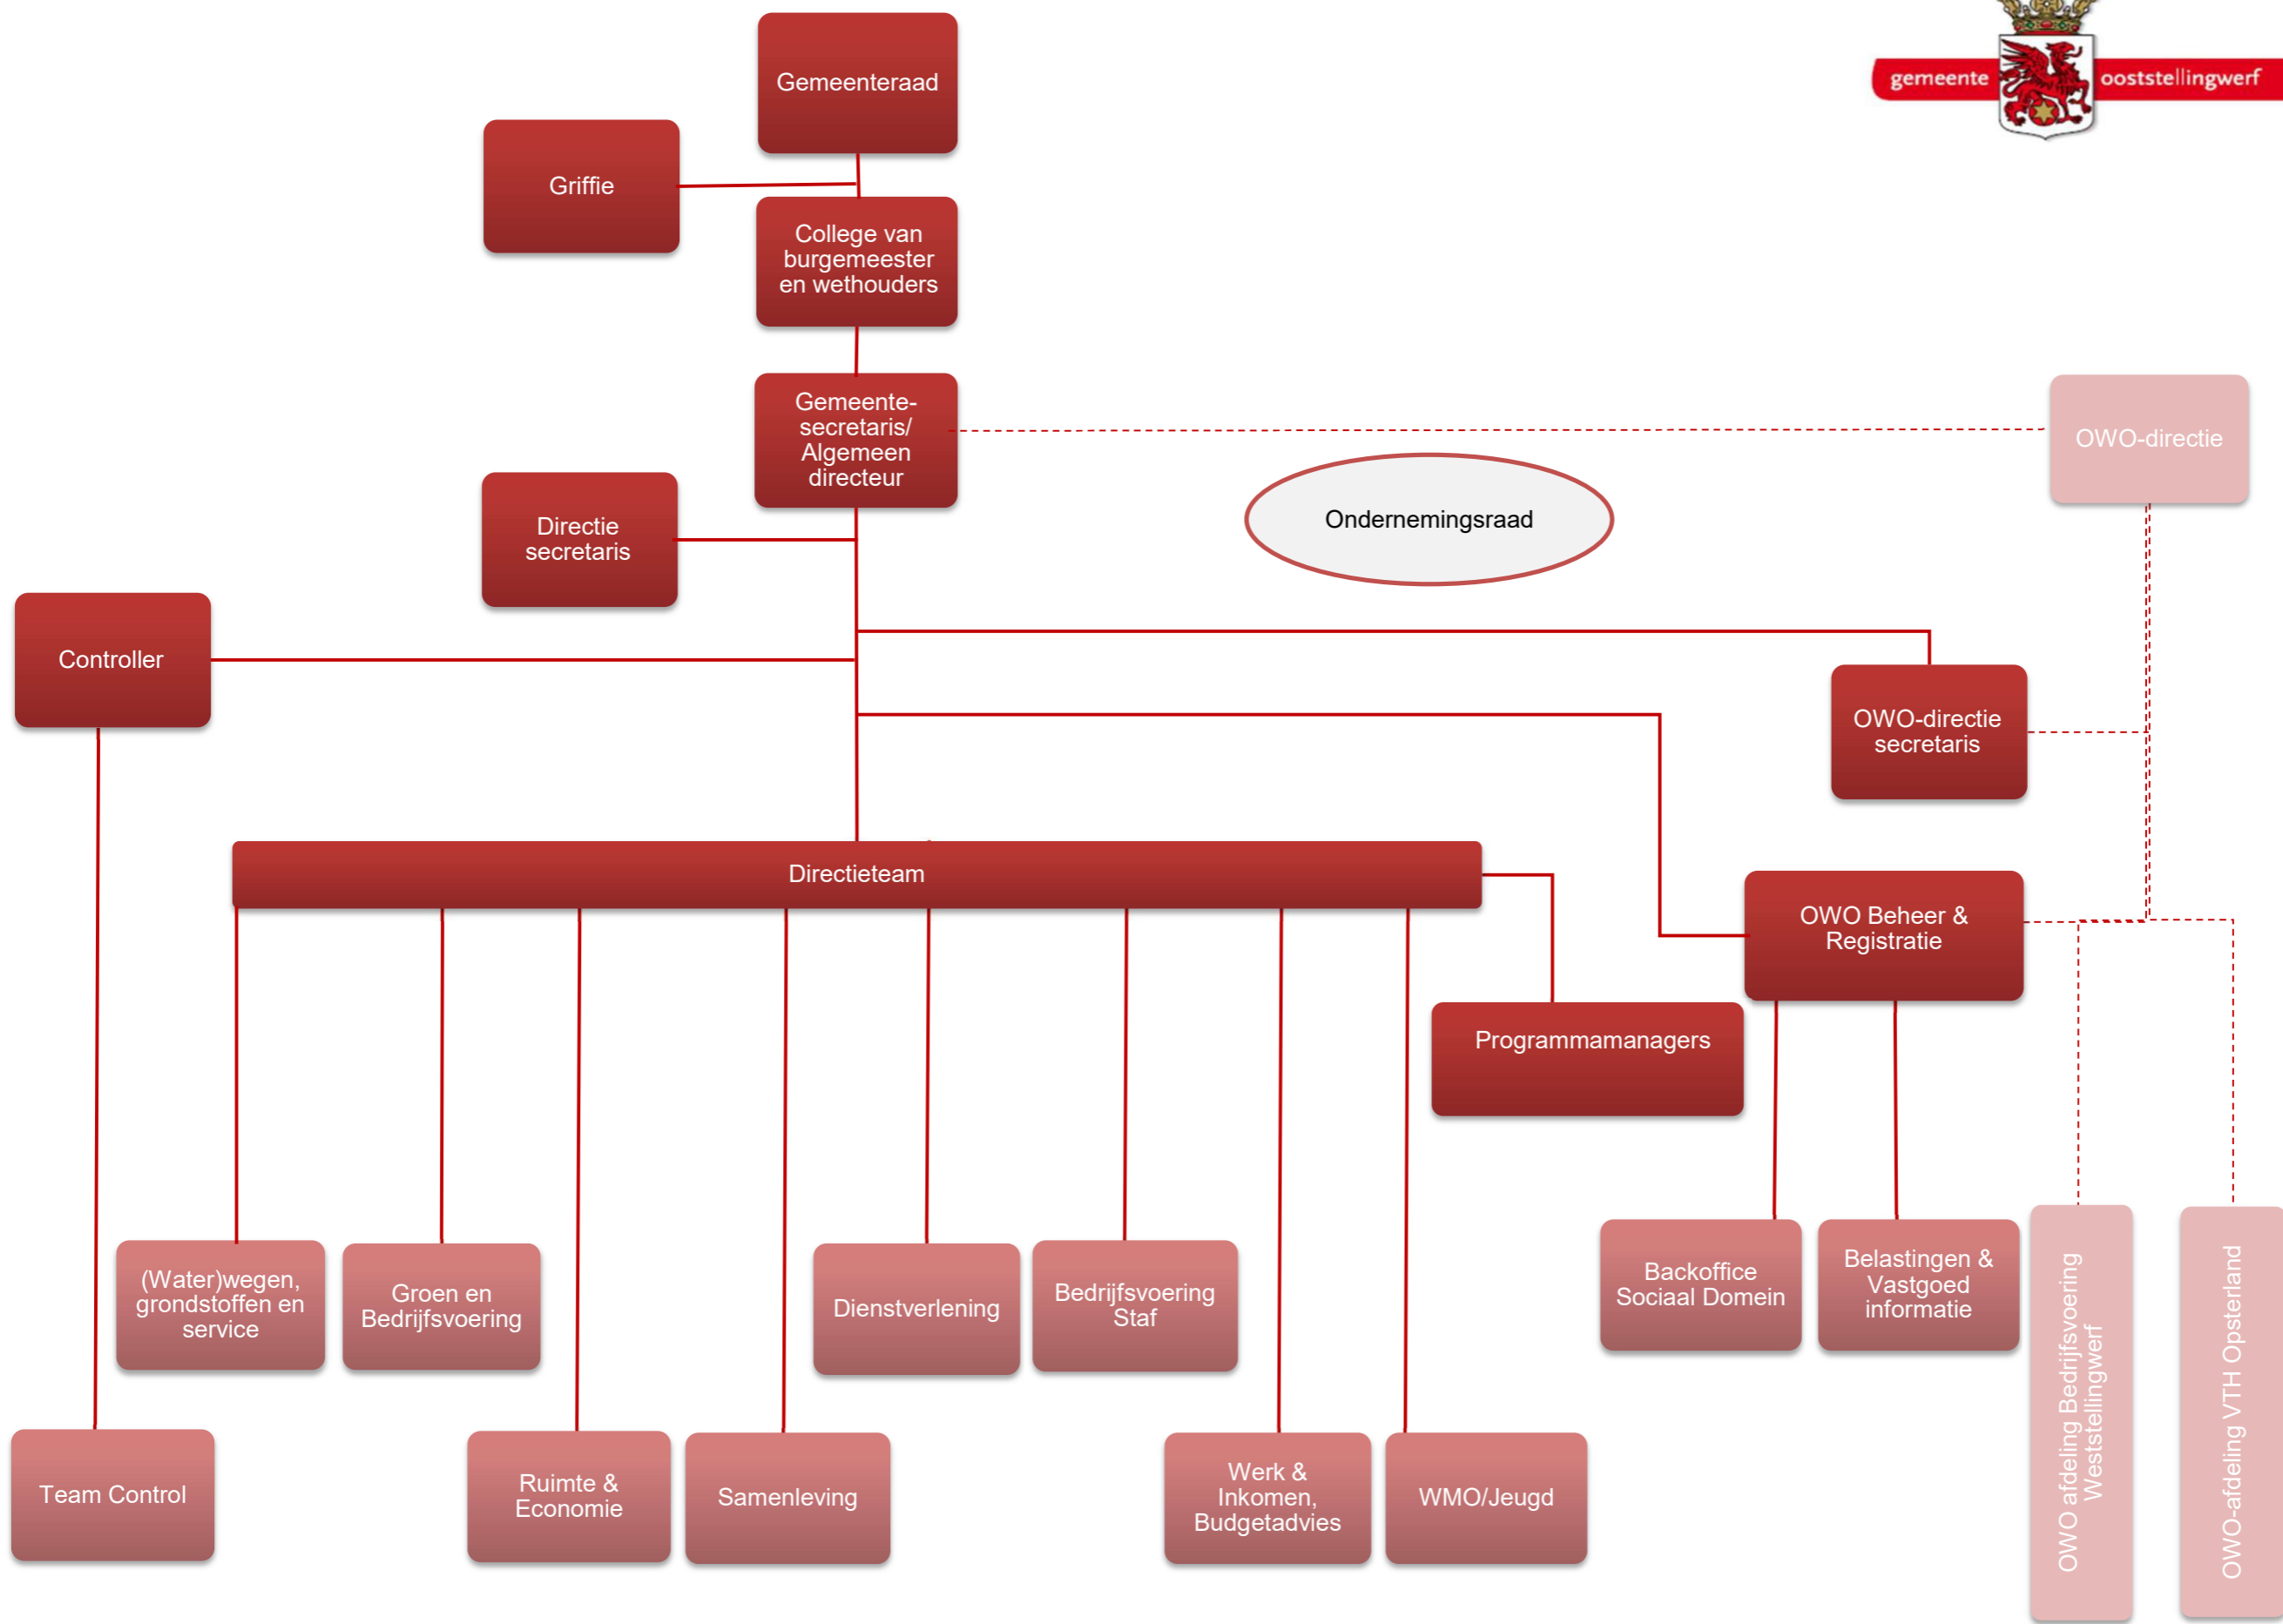 gemeente ooststellingwerf
Gemeenteraad
Griffie
College van
burgemeester
en wethouders
Gemeente-
secretaris/
Algemeen
directeur
OWO-directie
Directie
secretaris
Ondernemingsraad
Controller
OWO-directie
secretaris
Directieteam
OWO Beheer &
Registratie
Programmamanagers
(Water)wegen,
grondstoffen en
service
Groen en
Bedrijfsvoering
Dienstverlening
Bedrijfsvoering
Staf
Backoffice
Sociaal Domein
Belastingen &
Vastgoed
informatie
OWO afdeling Bedrijfsvoering
Weststellingwerf
OWO-afdeling VTH Opsterland
Team Control
Ruimte &
Economie
Samenleving
Werk &
Inkomen,
Budgetadvies
WMO/Jeugd